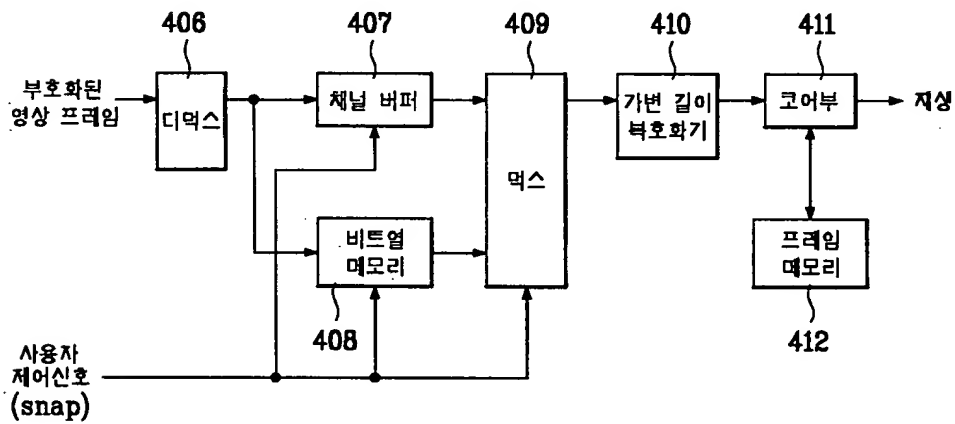 406
407
409
410
411
부호화된
영상 프레임
디먹스
채널 버퍼
먹스
가변 길이
복호화기
코어부
재생
비트열
메모리
프레임
메모리
408
412
사용자
제어신호
(snap)